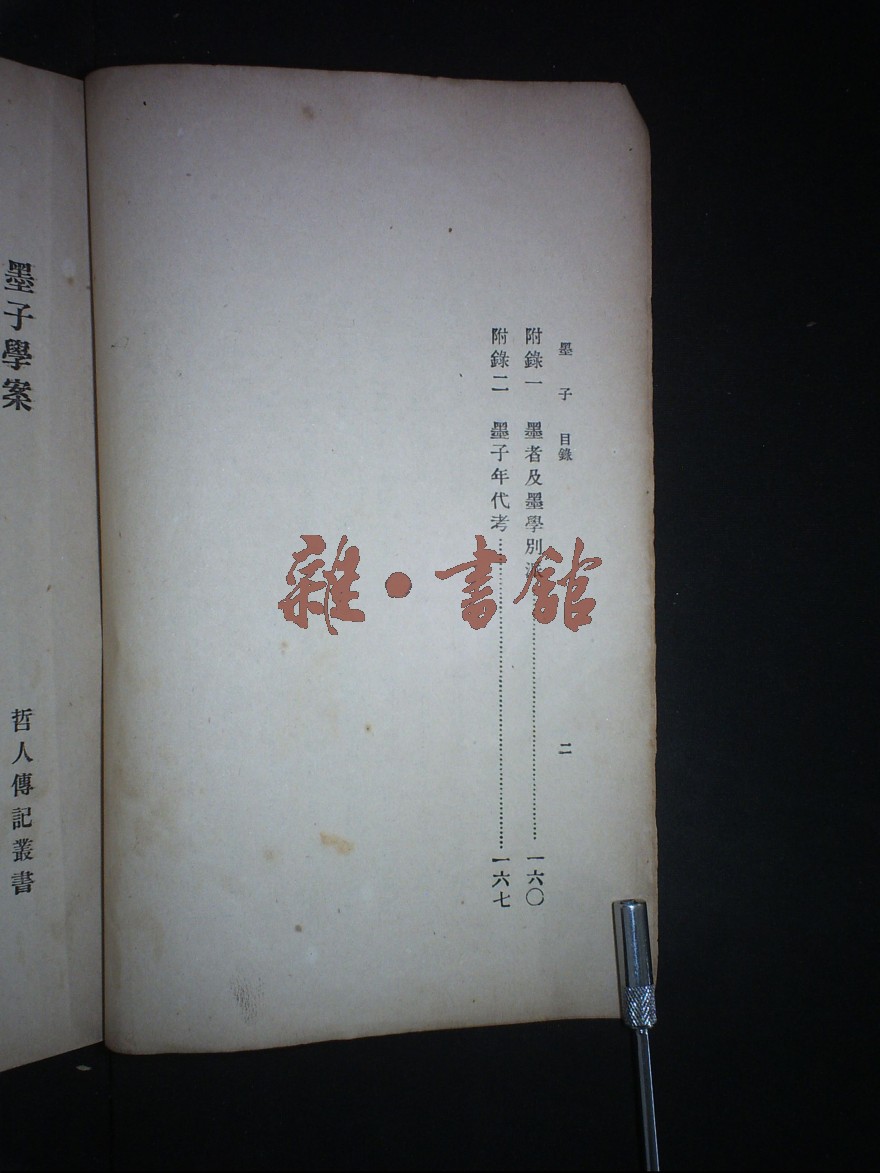 墨子 目錄 二
附錄一 墨者及墨學別派……一六〇
附錄二 墨子年代考……一六七
墨子學案
哲人傳記叢書
雜·書館